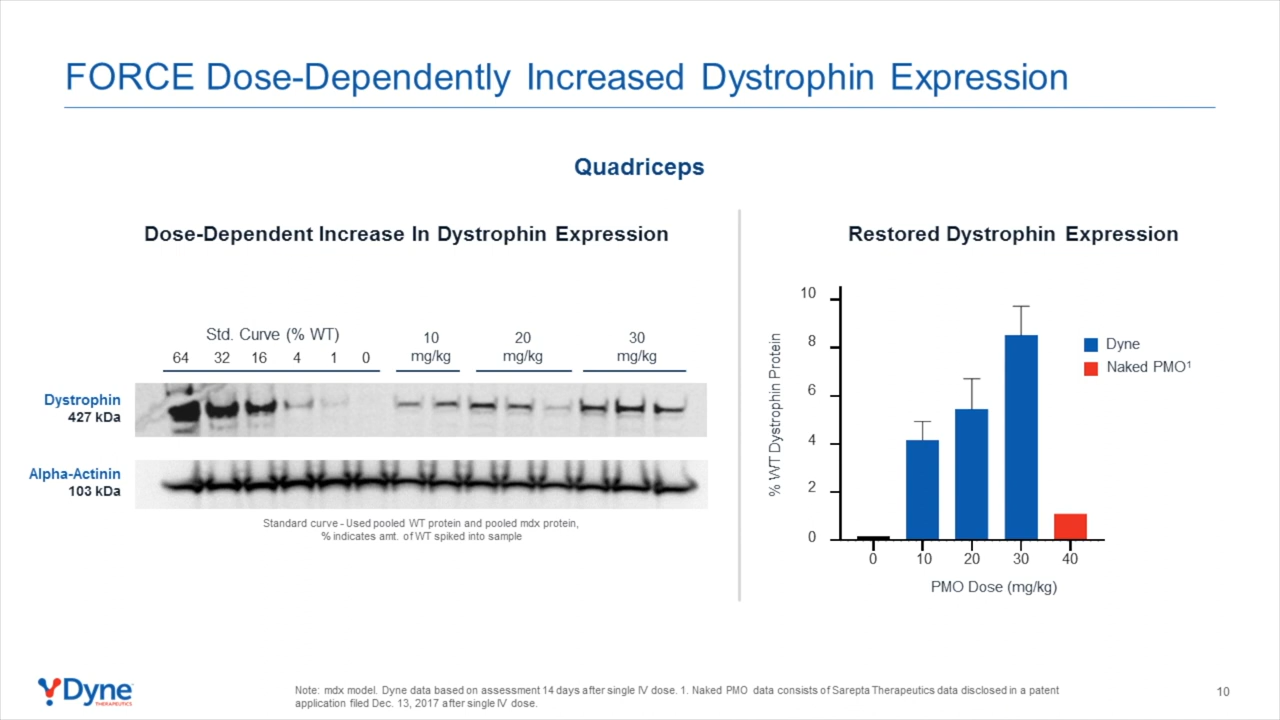 FORCE Dose-Dependently Increased Dystrophin Expression
Quadriceps
Dose-Dependent Increase In Dystrophin Expression
Std. Curve (% WT)
64 32 16 4 1 0
10 mg/kg
20 mg/kg
30 mg/kg
Dystrophin
427 kDa
Alpha-Actinin
103 kDa
Standard curve - Used pooled WT protein and pooled mdx protein,
% indicates amt. of WT spiked into sample
Restored Dystrophin Expression
% WT Dystrophin Protein
10
8
6
4
2
0
0 10 20 30 40
PMO Dose (mg/kg)
Dyne
Naked PMO¹
Dyne
THERAPEUTICS
Note: mdx model. Dyne data based on assessment 14 days after single IV dose. 1. Naked PMO data consists of Sarepta Therapeutics data disclosed in a patent
application filed Dec. 13, 2017 after single IV dose.
10